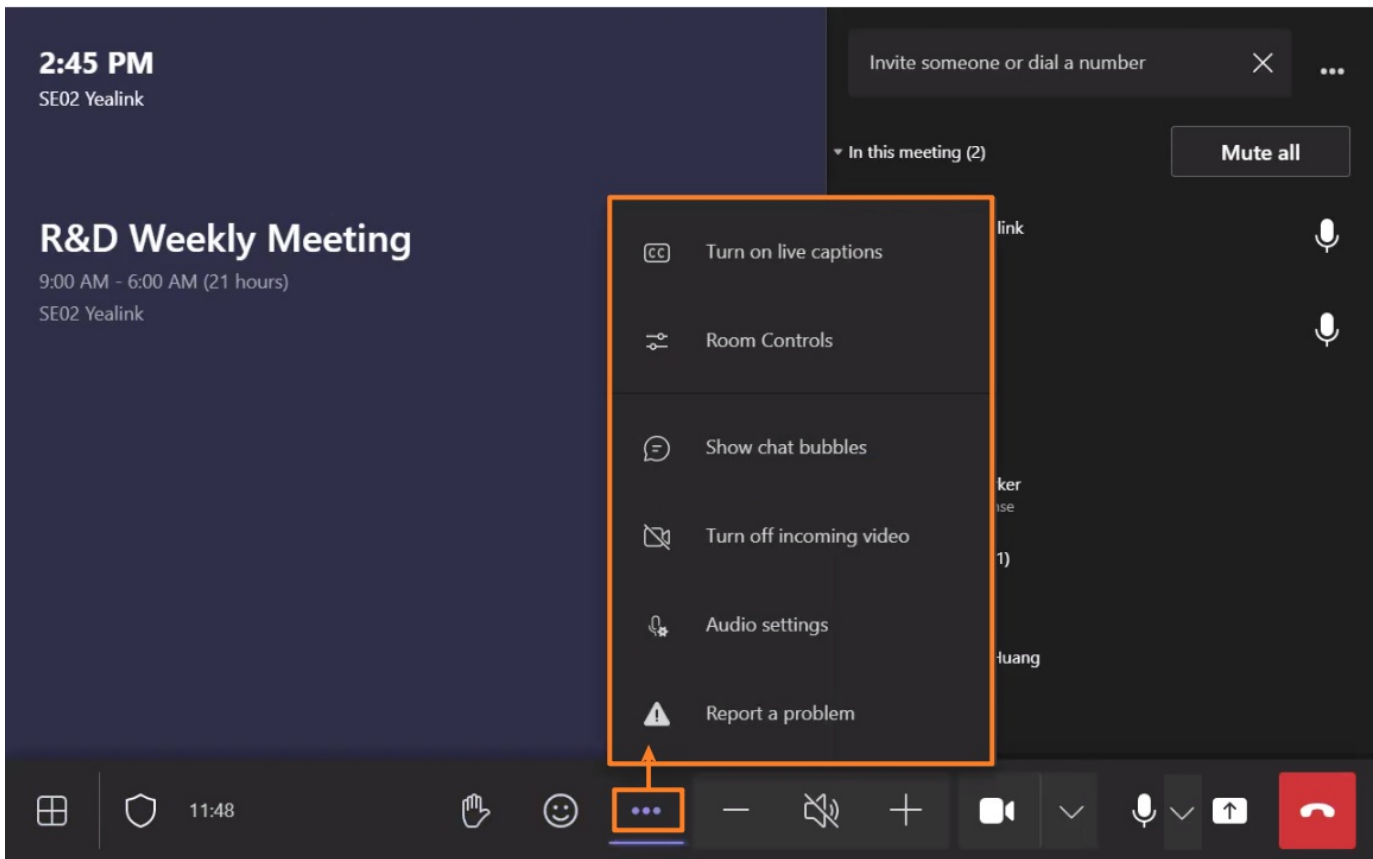 2:45 PM
SE02 Yealink
R&D Weekly Meeting
9:00 AM - 6:00 AM (21 hours)
SE02 Yealink
Invite someone or dial a number
In this meeting (2)
Mute all
link
CC
Turn on live captions
Room Controls
Show chat bubbles
ker
Turn off incoming video
1)
Audio settings
Huang
Report a problem
11:48